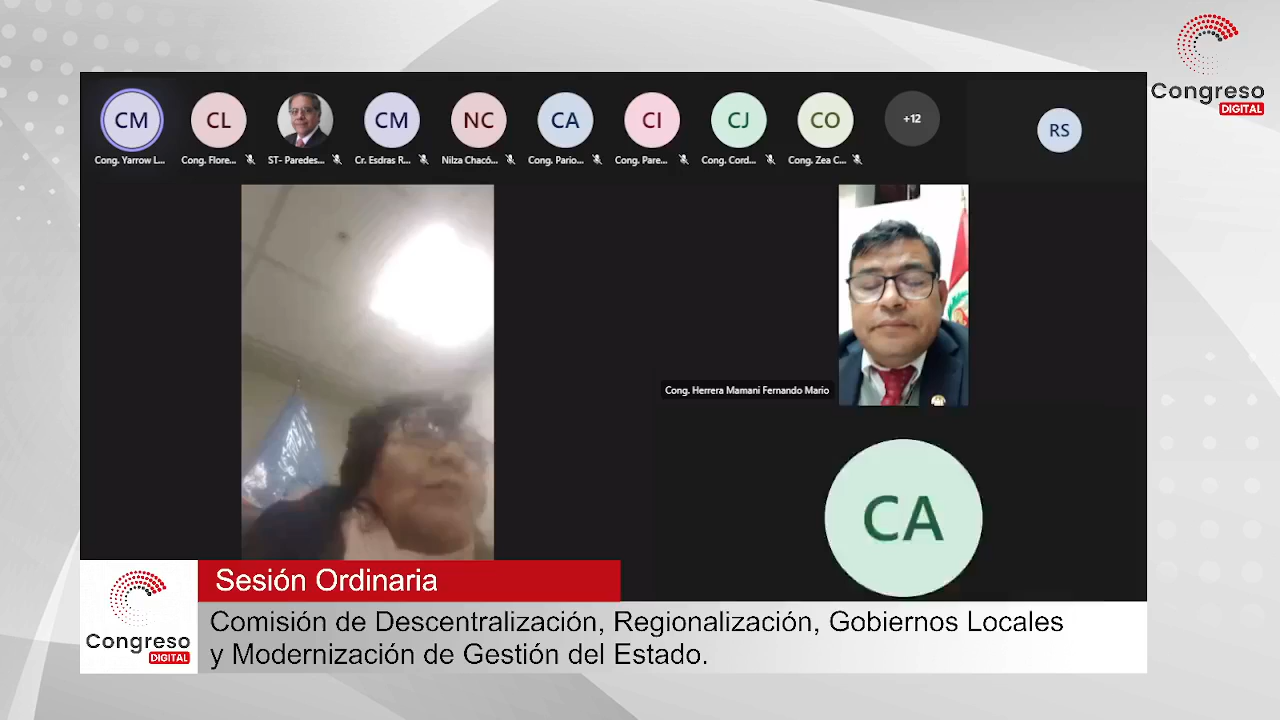 Congreso
DIGITAL
CM
CL
CM
NC
CA
CI
CJ
CO
+12
RS
Cong. Yarrow L...
Cong. Flore...
ST- Paredes...
Cr. Esdras R...
Nilza Chacó...
Cong. Pario...
Cong. Pare...
Cong. Cord...
Cong. Zea C...
Cong. Herrera Mamani Fernando Mario
CA
Sesión Ordinaria
Congreso
DIGITAL
Comisión de Descentralización, Regionalización, Gobiernos Locales
y Modernización de Gestión del Estado.